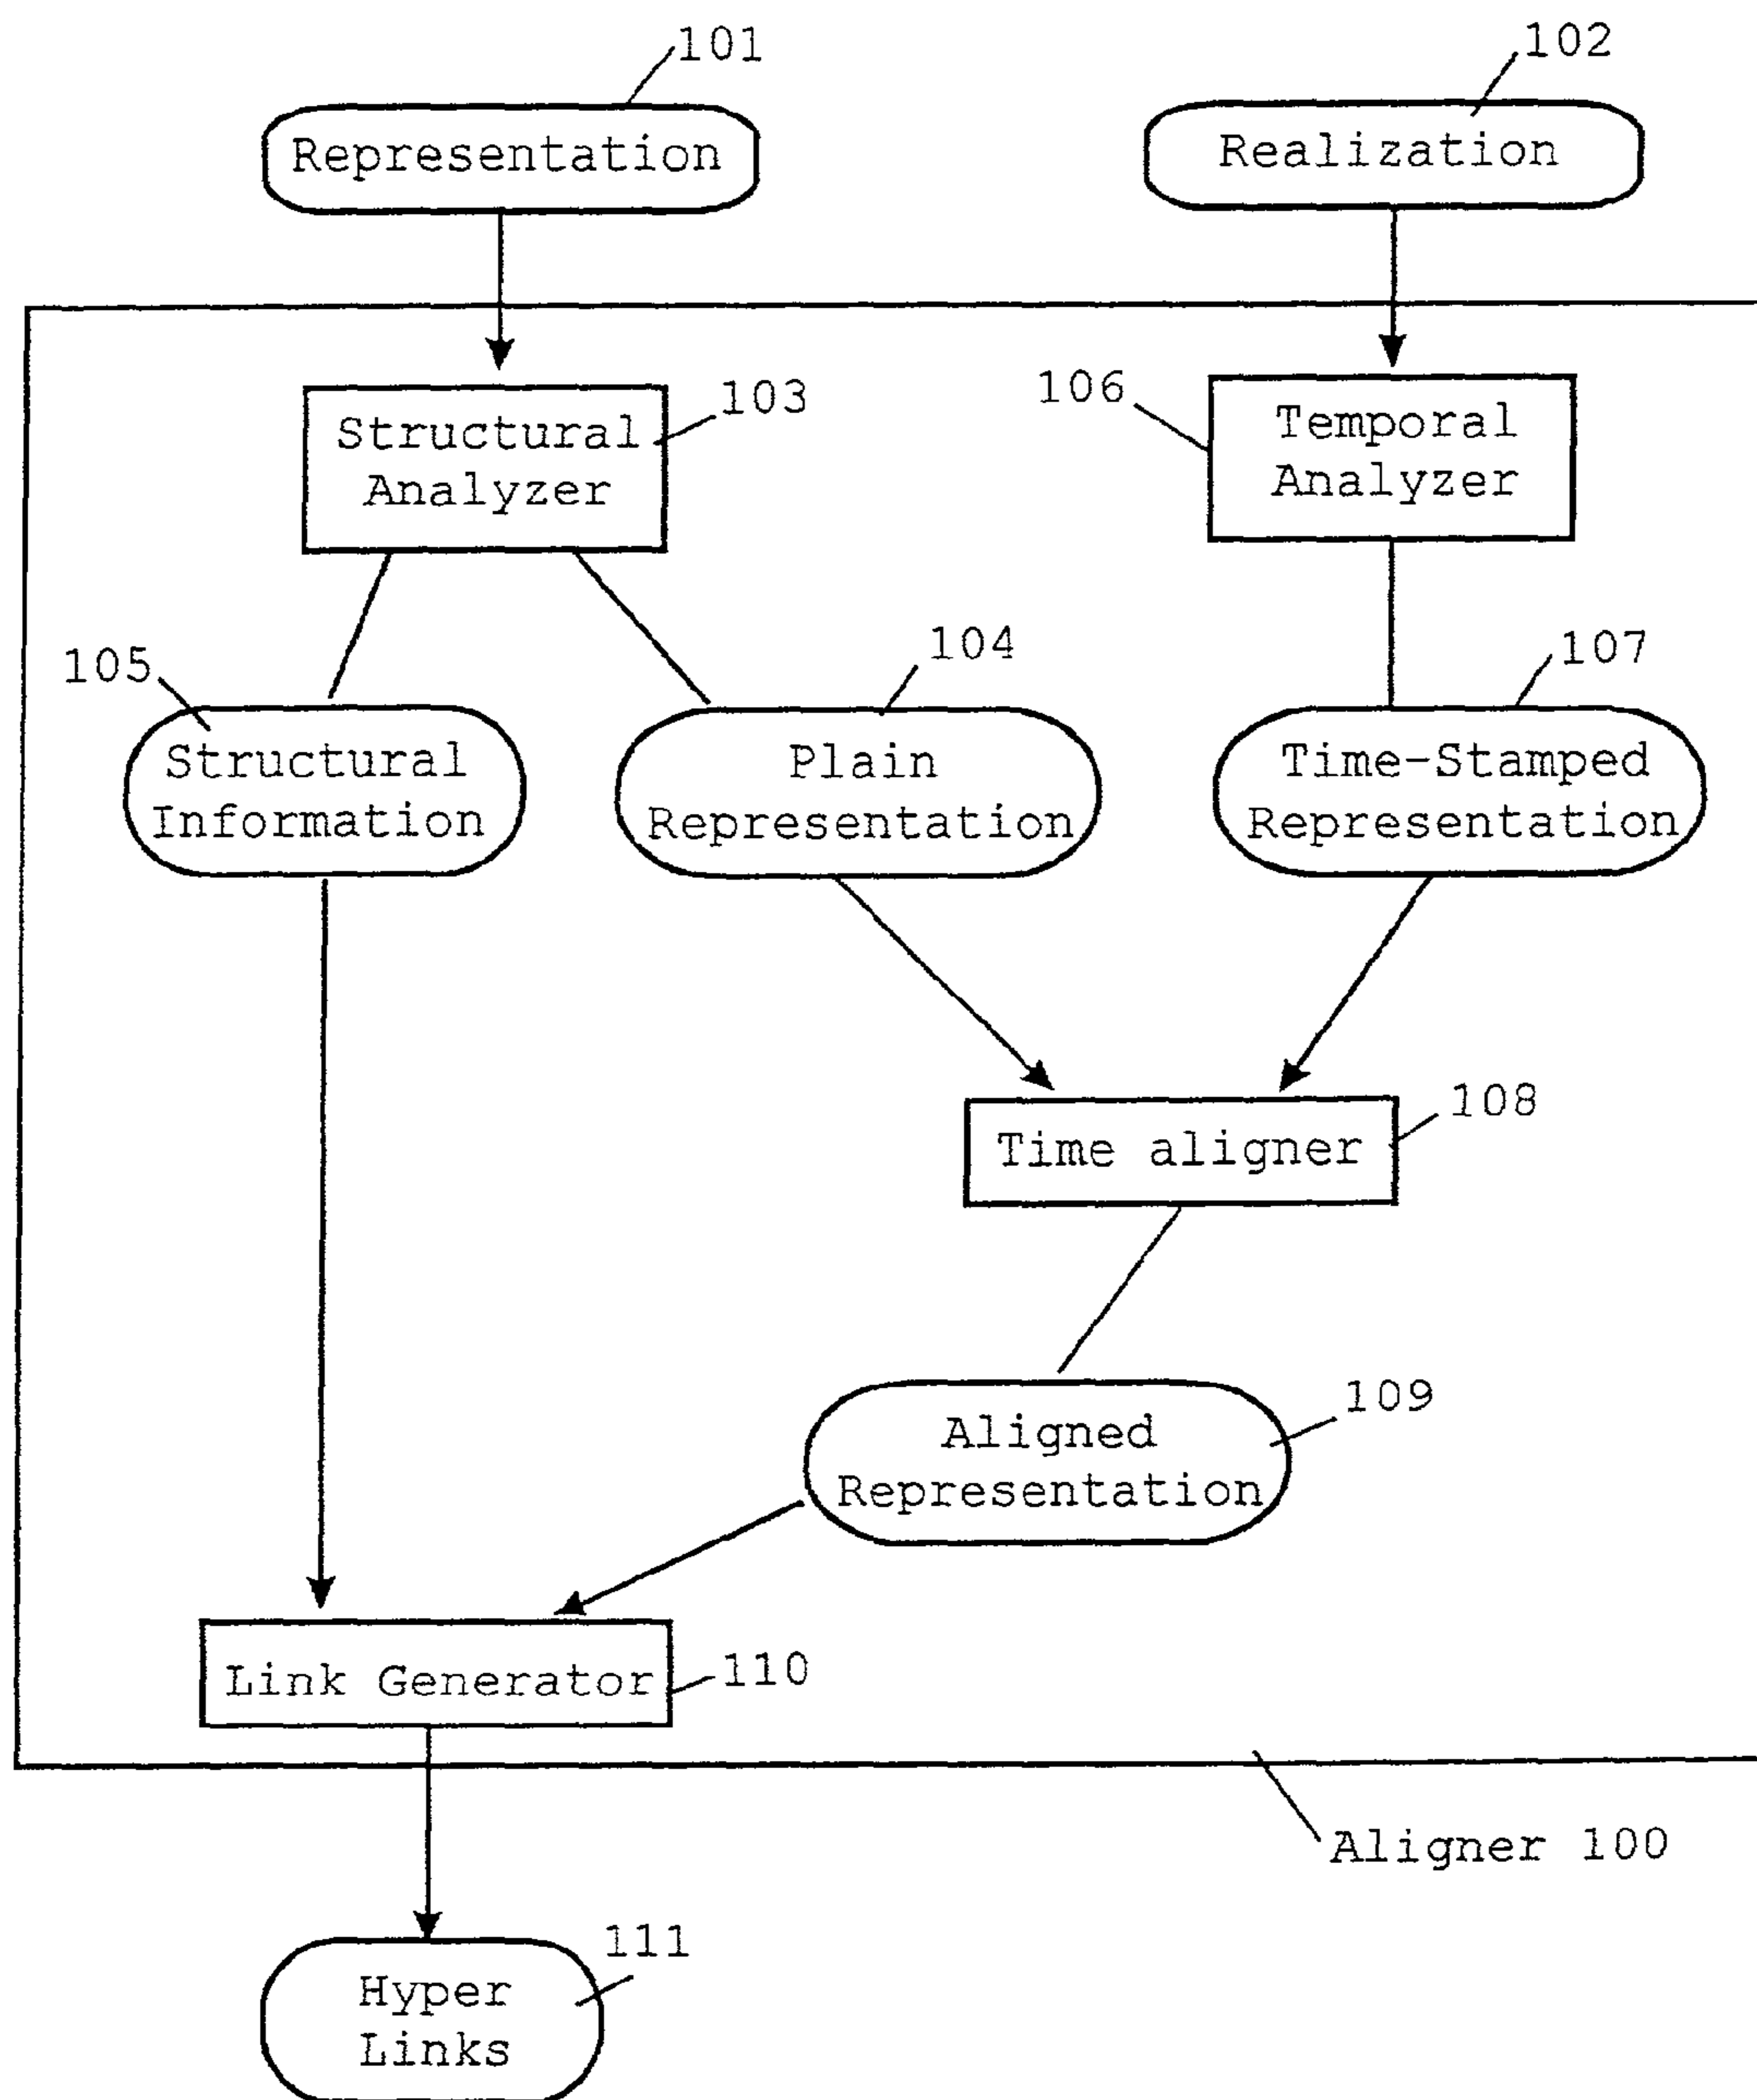 101
102
Representation
Realization
103
106
Structural
Analyzer
Temporal
Analyzer
105
104
107
Structural
Information
Plain
Representation
Time-Stamped
Representation
108
Time aligner
109
Aligned
Representation
Link Generator
110
Aligner 100
111
Hyper
Links